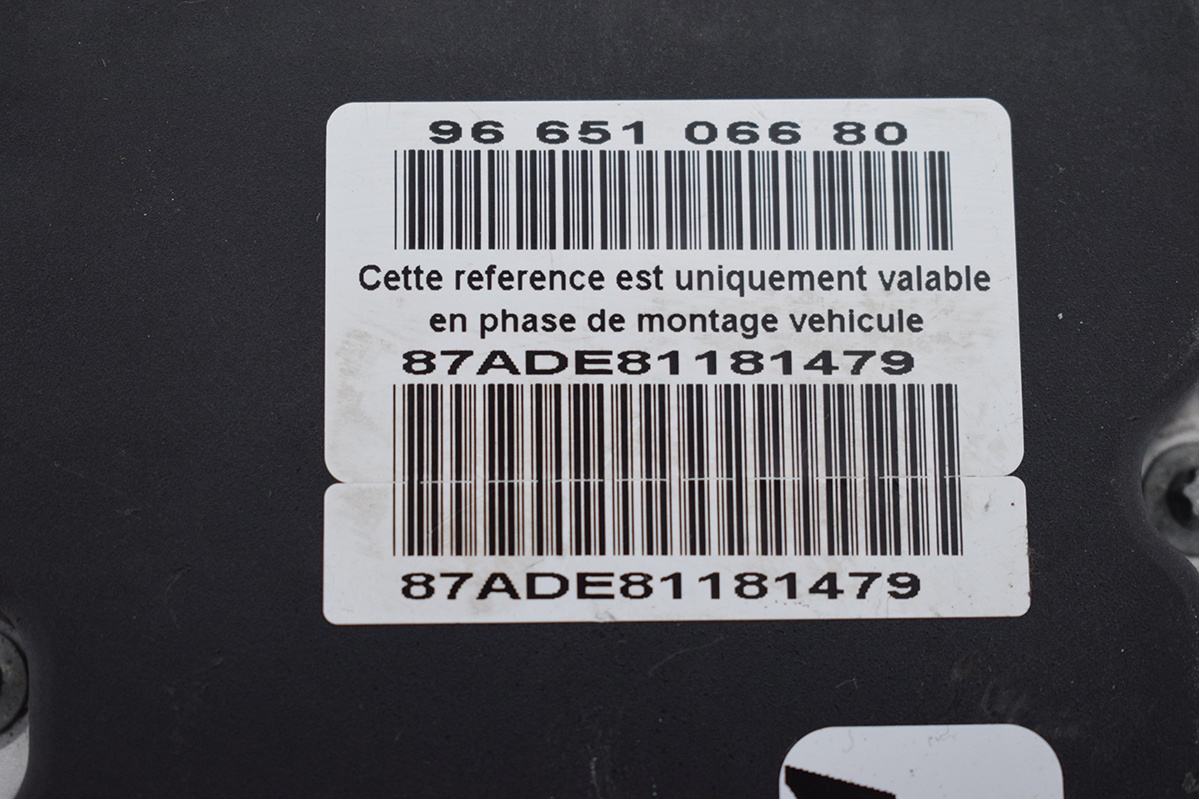 96 651 066 80
Cette reference est uniquement valable
en phase de montage vehicule
87ADE81181479
87ADE81181479